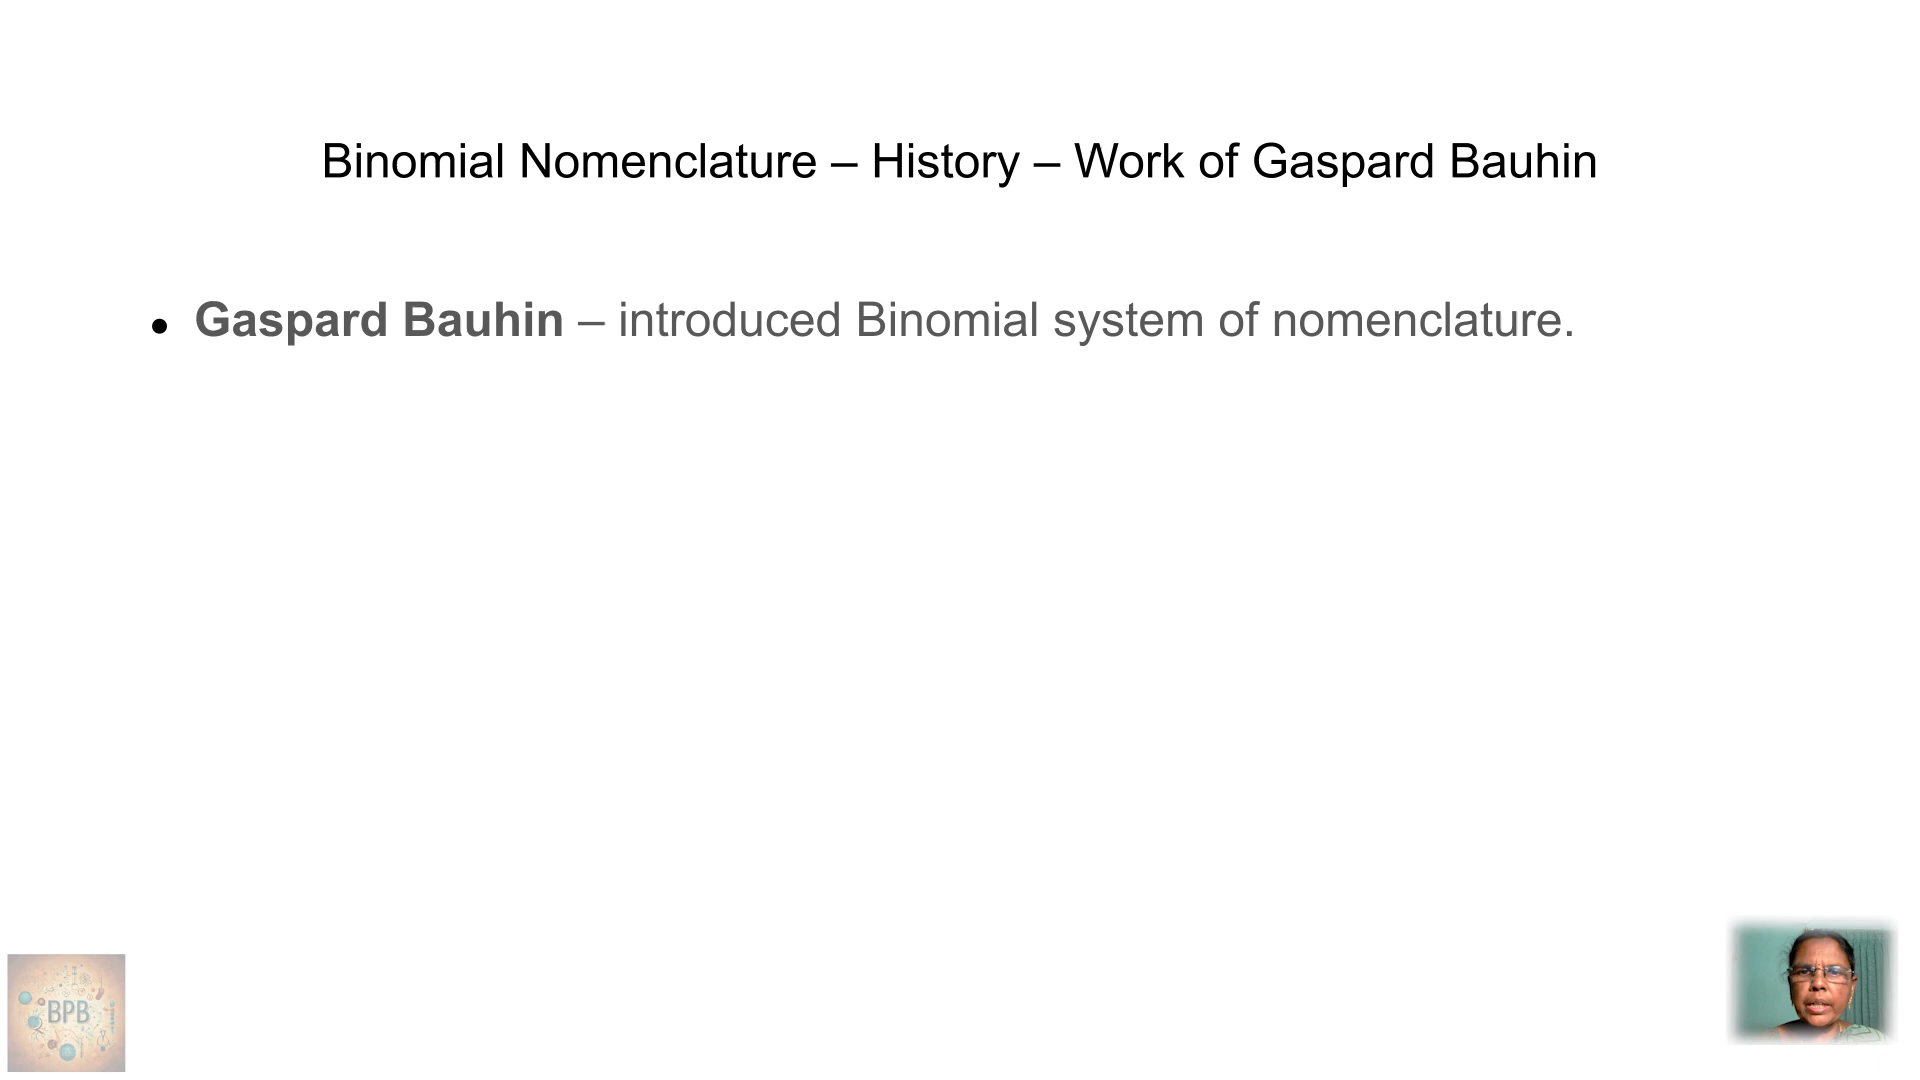 Binomial Nomenclature – History – Work of Gaspard Bauhin
● Gaspard Bauhin – introduced Binomial system of nomenclature.
BPB